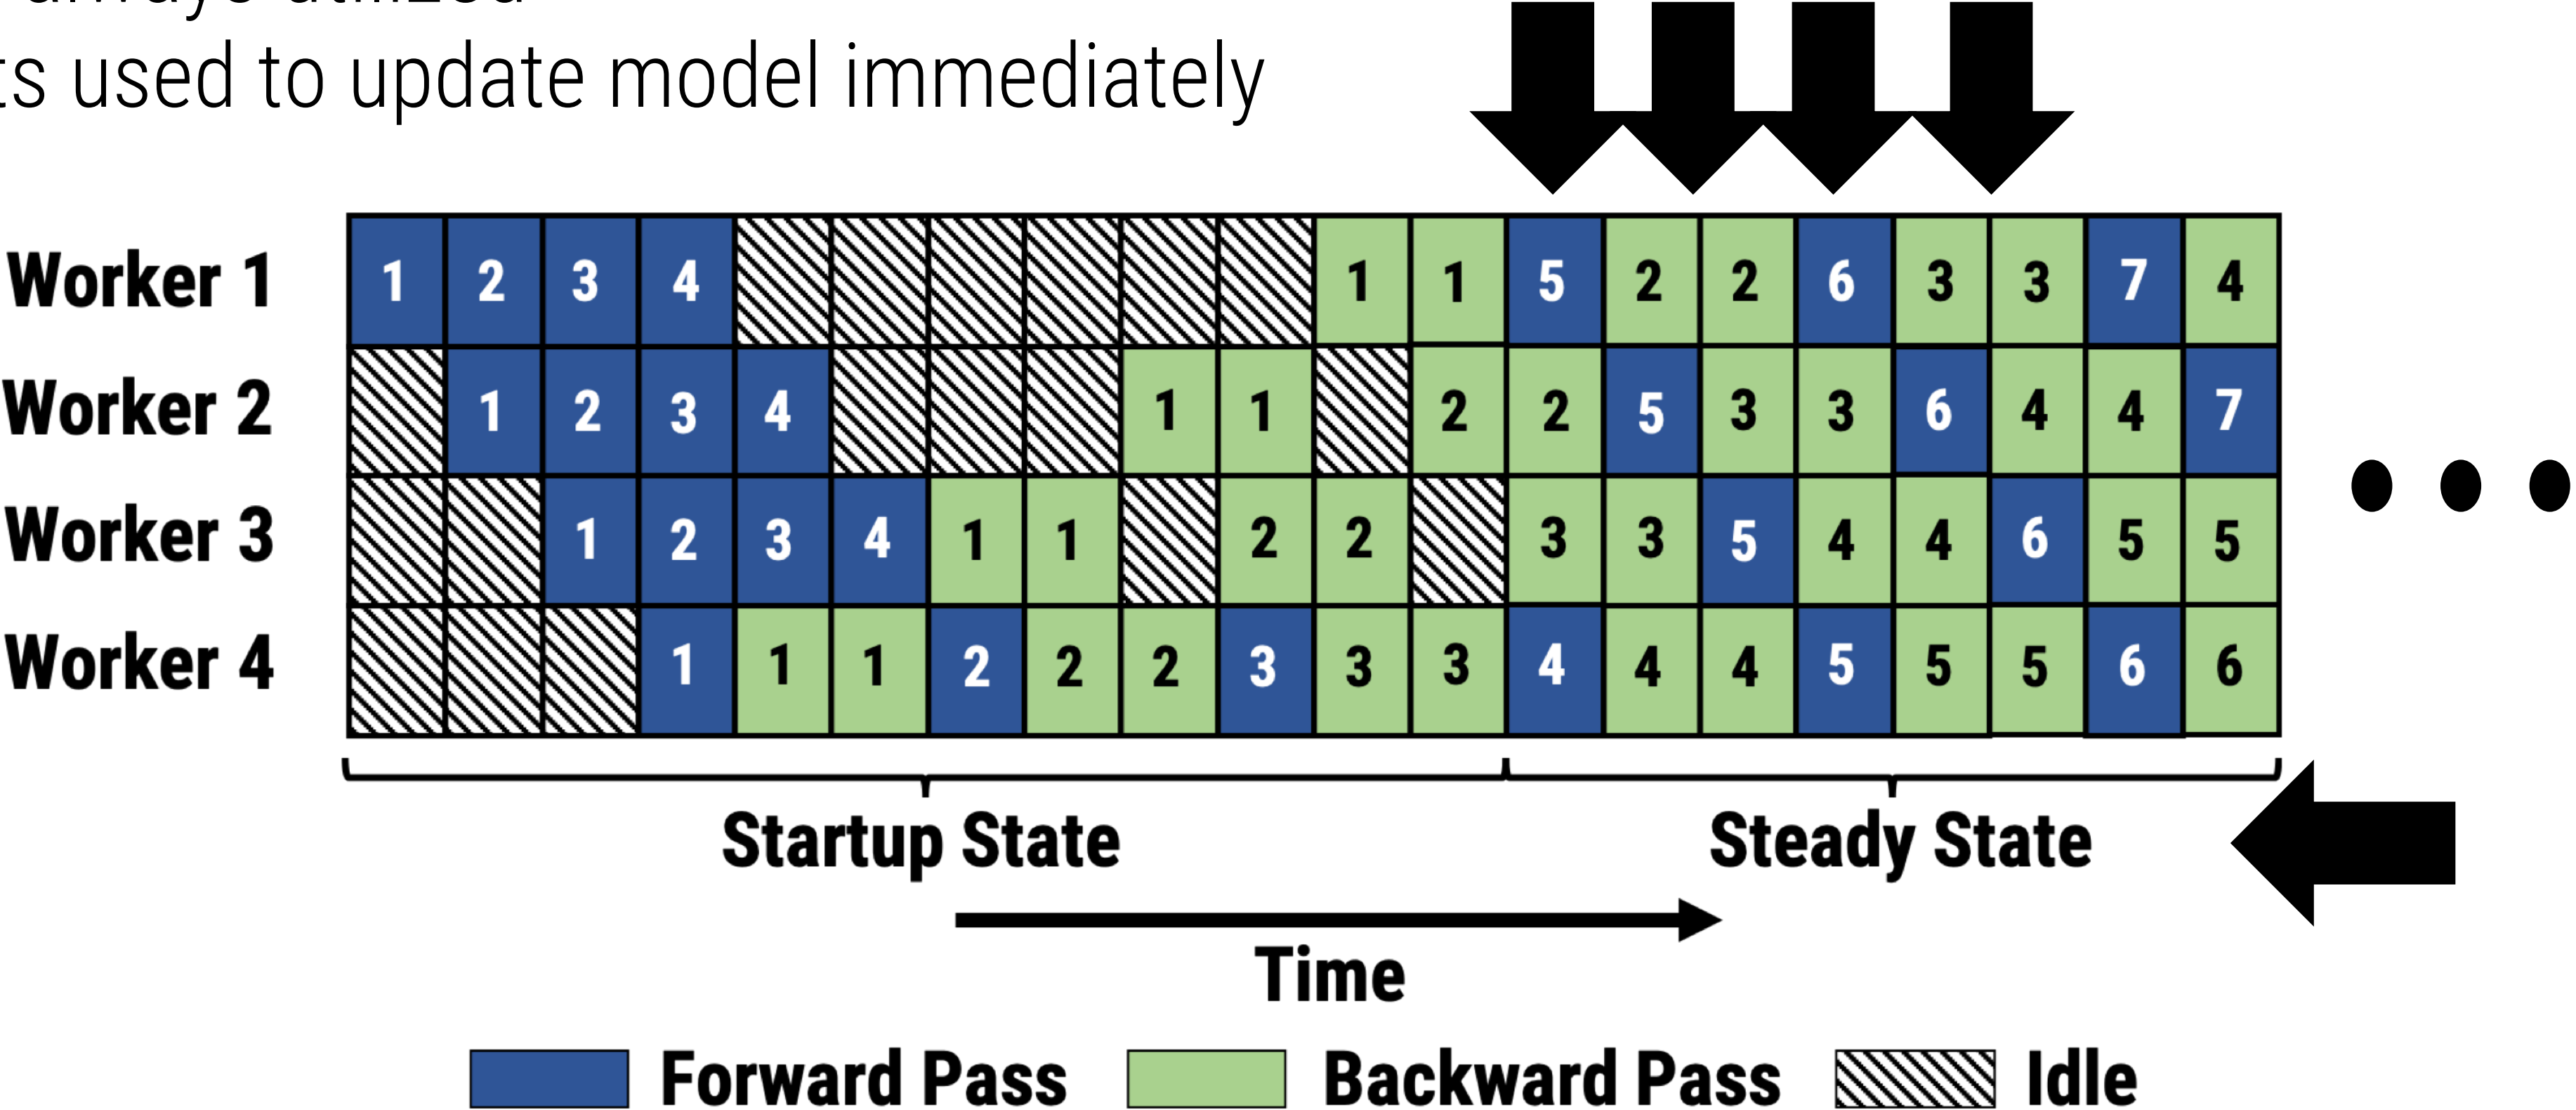 always utilized
ts used to update model immediately
Worker 1 1 2 3 4 1 1 5 2 2 6 3 3 7 4
Worker 2 1 2 3 4 1 1 2 2 5 3 3 6 4 4 7
Worker 3 1 2 3 4 1 1 2 2 3 3 5 4 4 6 5 5
Worker 4 1 1 1 2 2 2 3 3 3 4 4 4 5 5 5 6 6
Startup State Steady State
Time
Forward Pass Backward Pass Idle